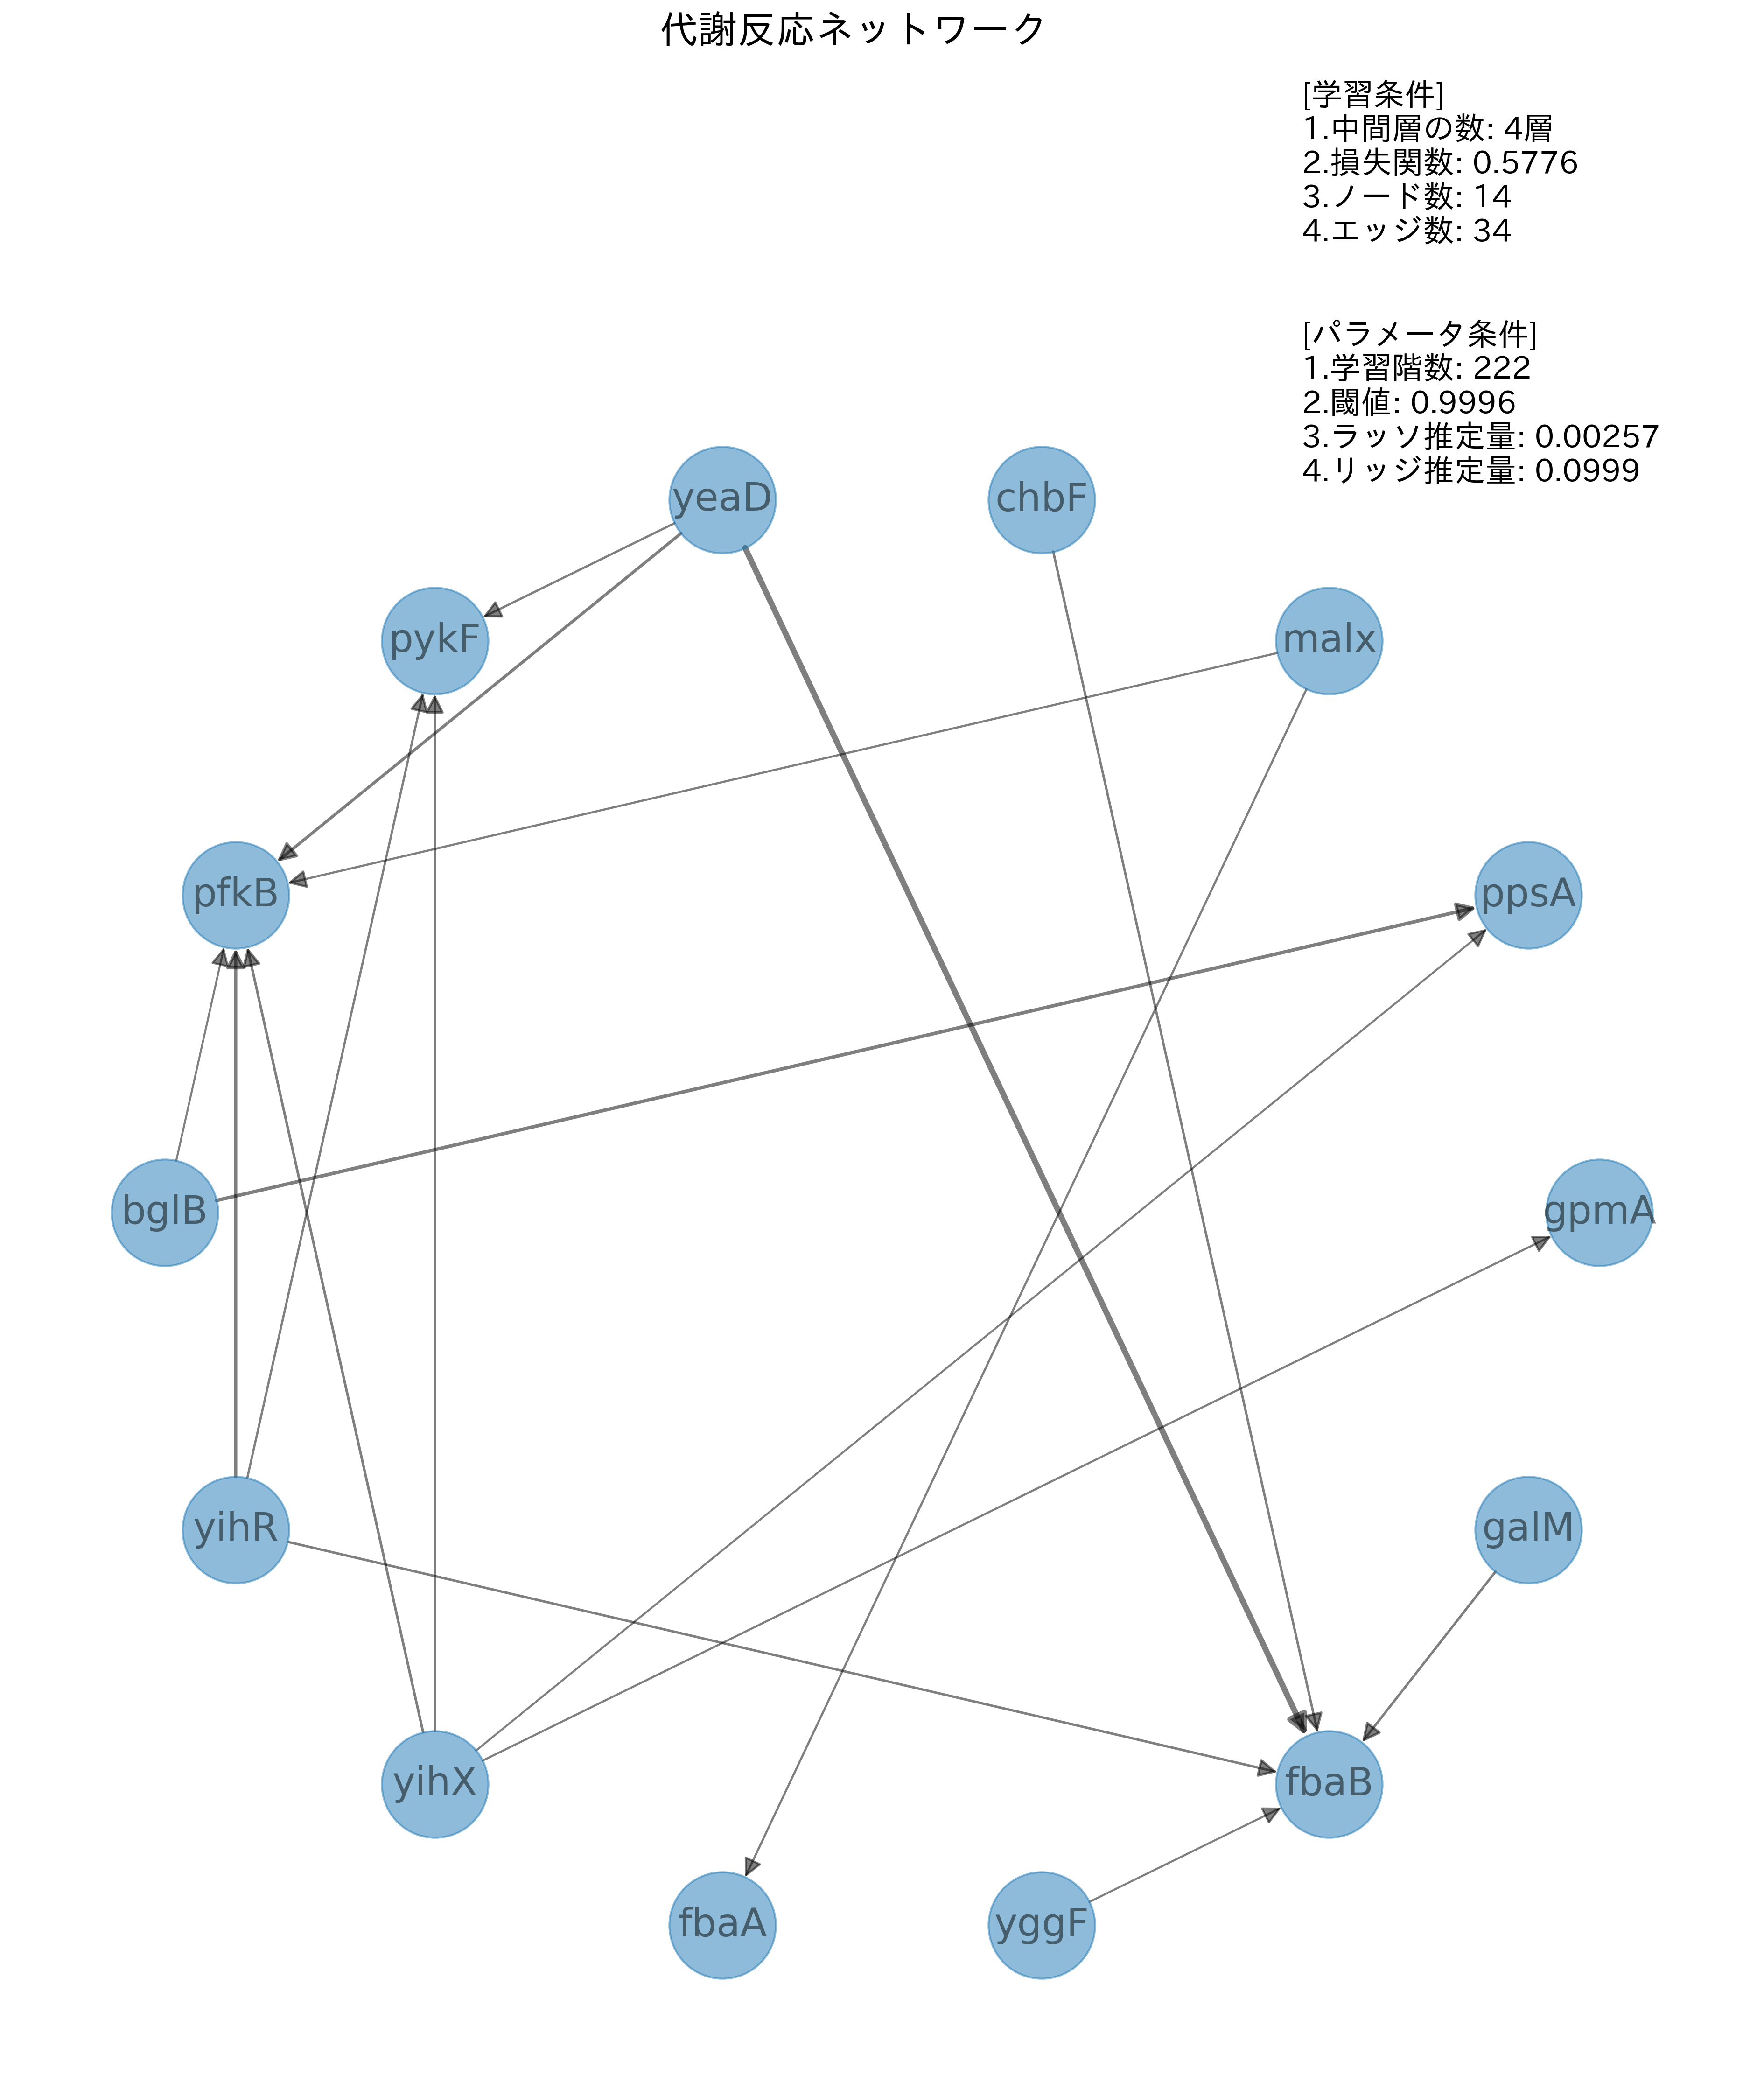 代謝反応ネットワーク
[学習条件]
1.中間層の数: 4層
2.損失関数: 0.5776
3.ノード数: 14
4.エッジ数: 34
[パラメータ条件]
1.学習階数: 222
2.閾値: 0.9996
3.ラッソ推定量: 0.00257
4.リッジ推定量: 0.0999
yeaD
chbF
pykF
malx
pfkB
ppsA
bglB
gpmA
yihR
galM
yihX
fbaB
fbaA
yggF